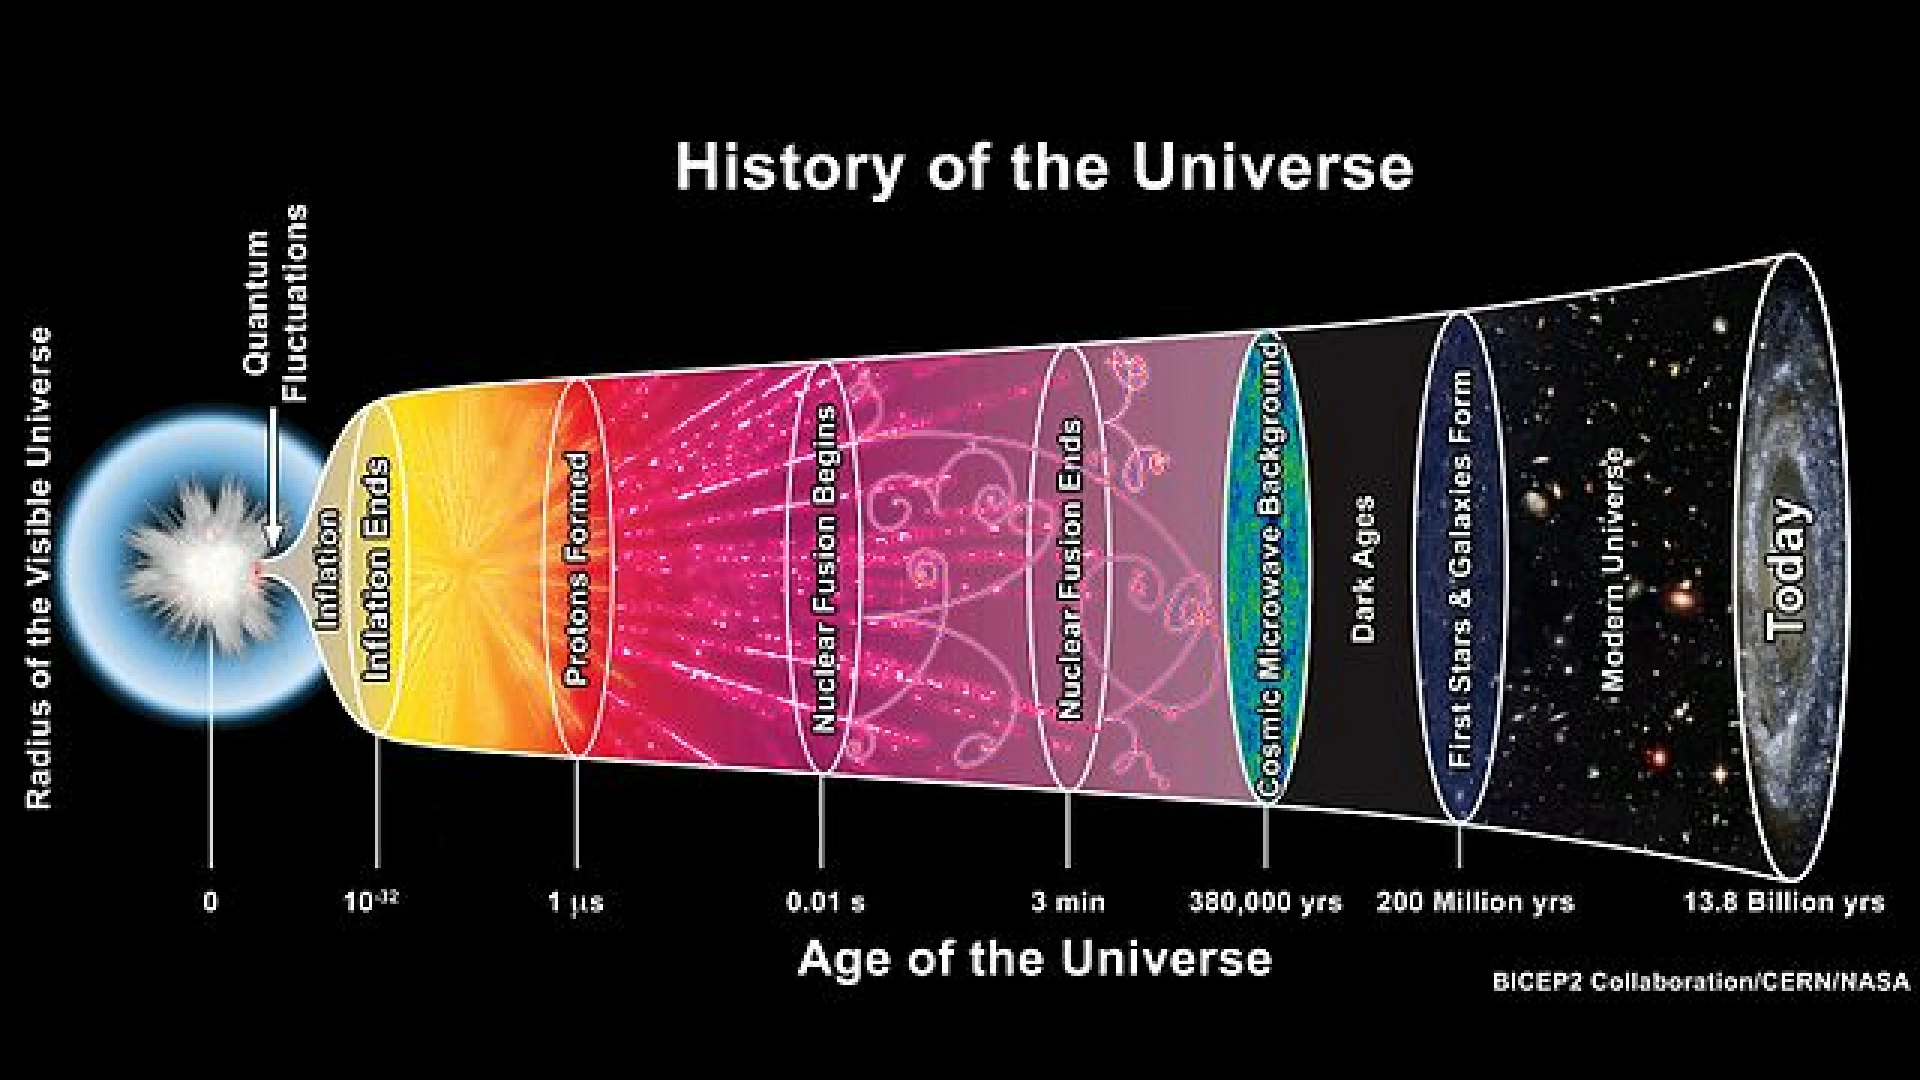 History of the Universe
Radius of the Visible Universe
Quantum
Fluctuations
Inflation
Inflation Ends
Protons Formed
Nuclear Fusion Begins
Nuclear Fusion Ends
Cosmic Microwave Background
Dark Ages
First Stars & Galaxies Form
Modern Universe
Today
0
10⁻³²
1 µs
0.01 s
3 min
380,000 yrs
200 Million yrs
13.8 Billion yrs
Age of the Universe
BICEP2 Collaboration/CERN/NASA